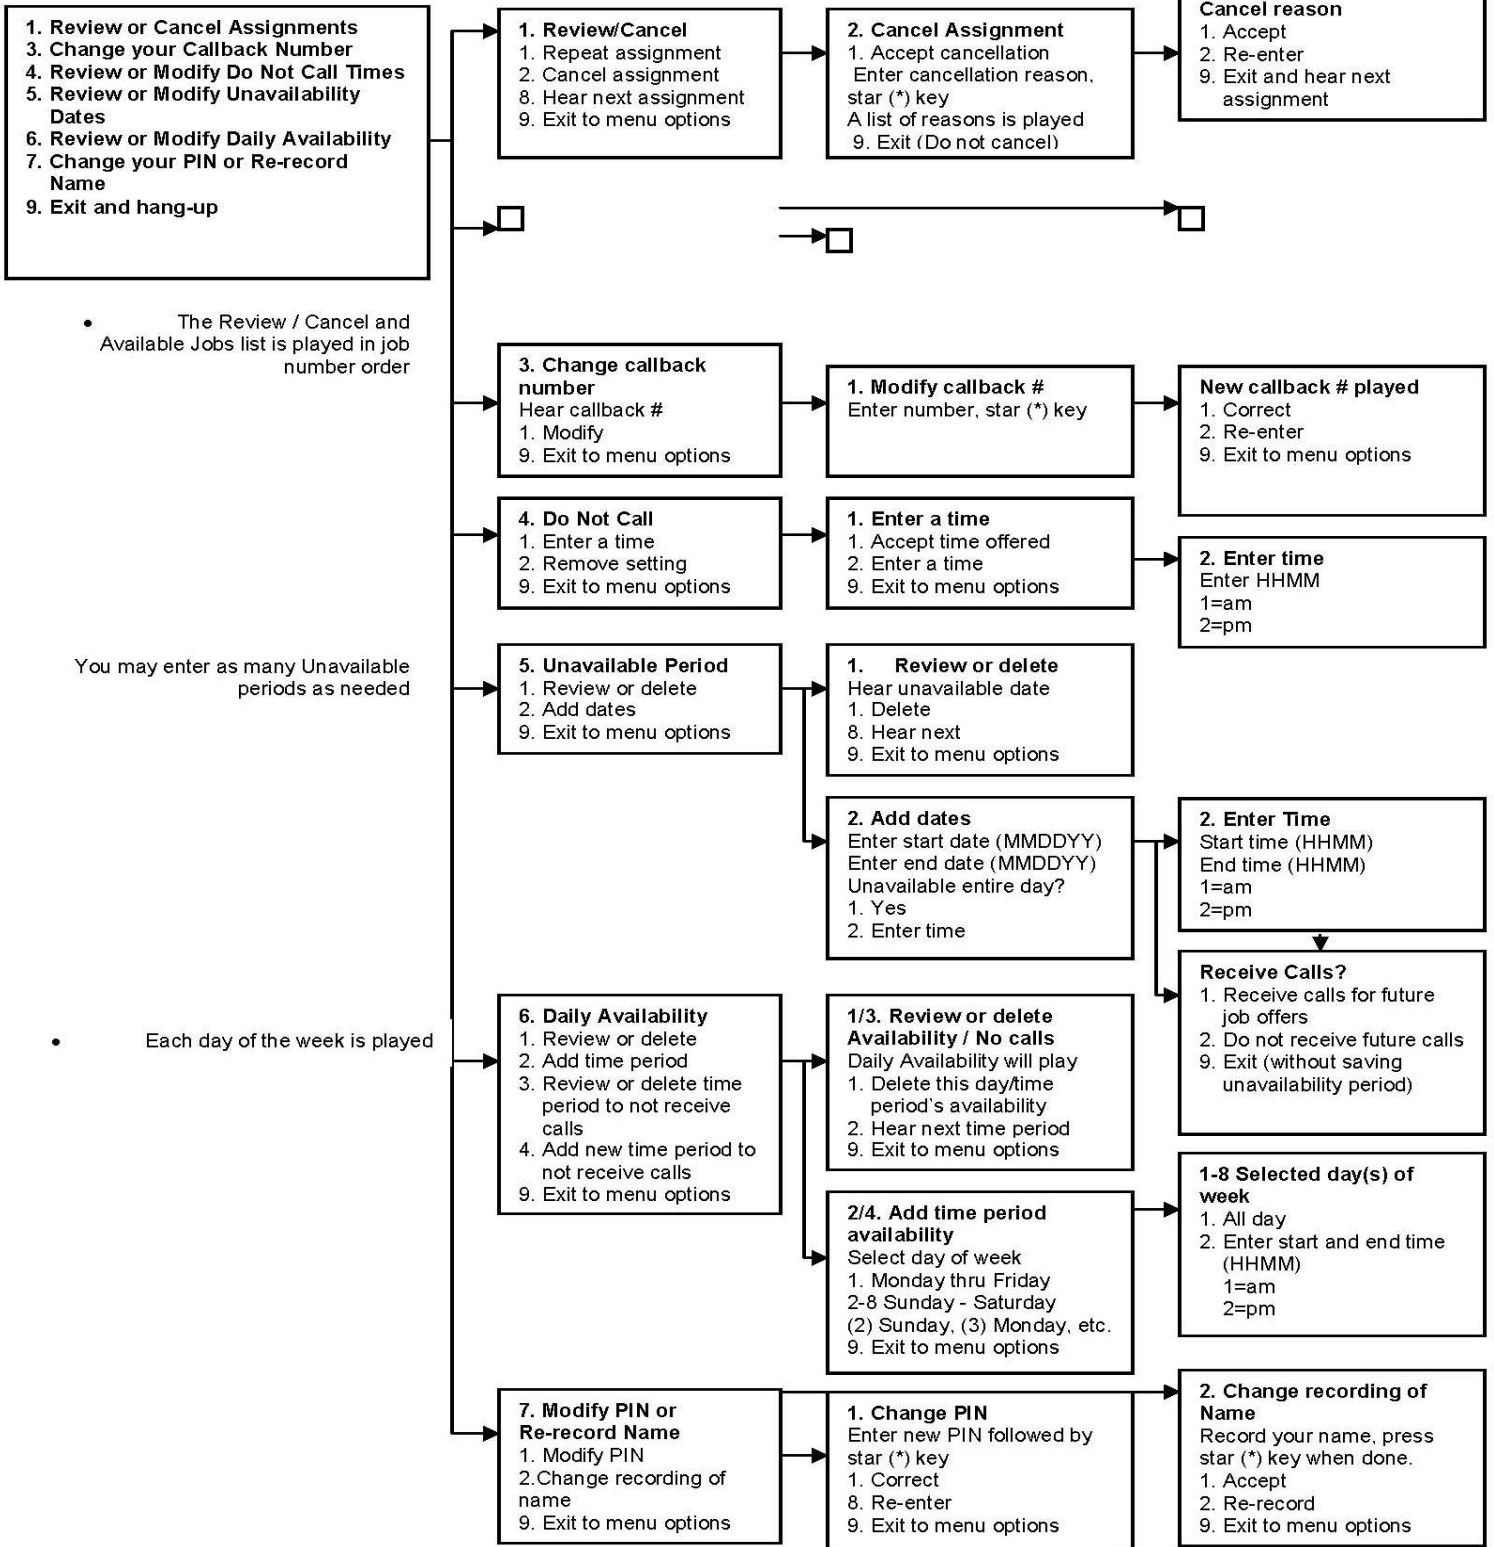 1. Review or Cancel Assignments
3. Change your Callback Number
4. Review or Modify Do Not Call Times
5. Review or Modify Unavailability
Dates
6. Review or Modify Daily Availability
7. Change your PIN or Re-record
Name
9. Exit and hang-up
1. Review/Cancel
1. Repeat assignment
2. Cancel assignment
8. Hear next assignment
9. Exit to menu options
2. Cancel Assignment
1. Accept cancellation
Enter cancellation reason,
star (*) key
A list of reasons is played
9. Exit (Do not cancel)
Cancel reason
1. Accept
2. Re-enter
9. Exit and hear next
assignment
• The Review / Cancel and
Available Jobs list is played in job
number order
3. Change callback
number
Hear callback #
1. Modify
9. Exit to menu options
1. Modify callback #
Enter number, star (*) key
New callback # played
1. Correct
2. Re-enter
9. Exit to menu options
4. Do Not Call
1. Enter a time
2. Remove setting
9. Exit to menu options
1. Enter a time
1. Accept time offered
2. Enter a time
9. Exit to menu options
2. Enter time
Enter HHMM
1=am
2=pm
You may enter as many Unavailable
periods as needed
5. Unavailable Period
1. Review or delete
2. Add dates
9. Exit to menu options
1. Review or delete
Hear unavailable date
1. Delete
8. Hear next
9. Exit to menu options
2. Add dates
Enter start date (MMDDYY)
Enter end date (MMDDYY)
Unavailable entire day?
1. Yes
2. Enter time
2. Enter Time
Start time (HHMM)
End time (HHMM)
1=am
2=pm
Receive Calls?
1. Receive calls for future
job offers
2. Do not receive future calls
9. Exit (without saving
unavailability period)
• Each day of the week is played
6. Daily Availability
1. Review or delete
2. Add time period
3. Review or delete time
period to not receive
calls
4. Add new time period to
not receive calls
9. Exit to menu options
1/3. Review or delete
Availability / No calls
Daily Availability will play
1. Delete this day/time
period's availability
2. Hear next time period
9. Exit to menu options
2/4. Add time period
availability
Select day of week
1. Monday thru Friday
2-8 Sunday - Saturday
(2) Sunday, (3) Monday, etc.
9. Exit to menu options
1-8 Selected day(s) of
week
1. All day
2. Enter start and end time
(HHMM)
1=am
2=pm
7. Modify PIN or
Re-record Name
1. Modify PIN
2.Change recording of
name
9. Exit to menu options
1. Change PIN
Enter new PIN followed by
star (*) key
1. Correct
8. Re-enter
9. Exit to menu options
2. Change recording of
Name
Record your name, press
star (*) key when done.
1. Accept
2. Re-record
9. Exit to menu options